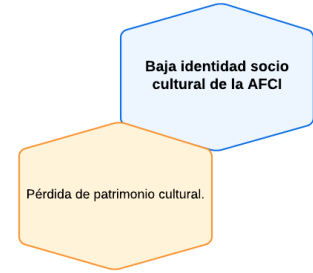 Baja identidad socio
cultural de la AFCI
Pérdida de patrimonio cultural.